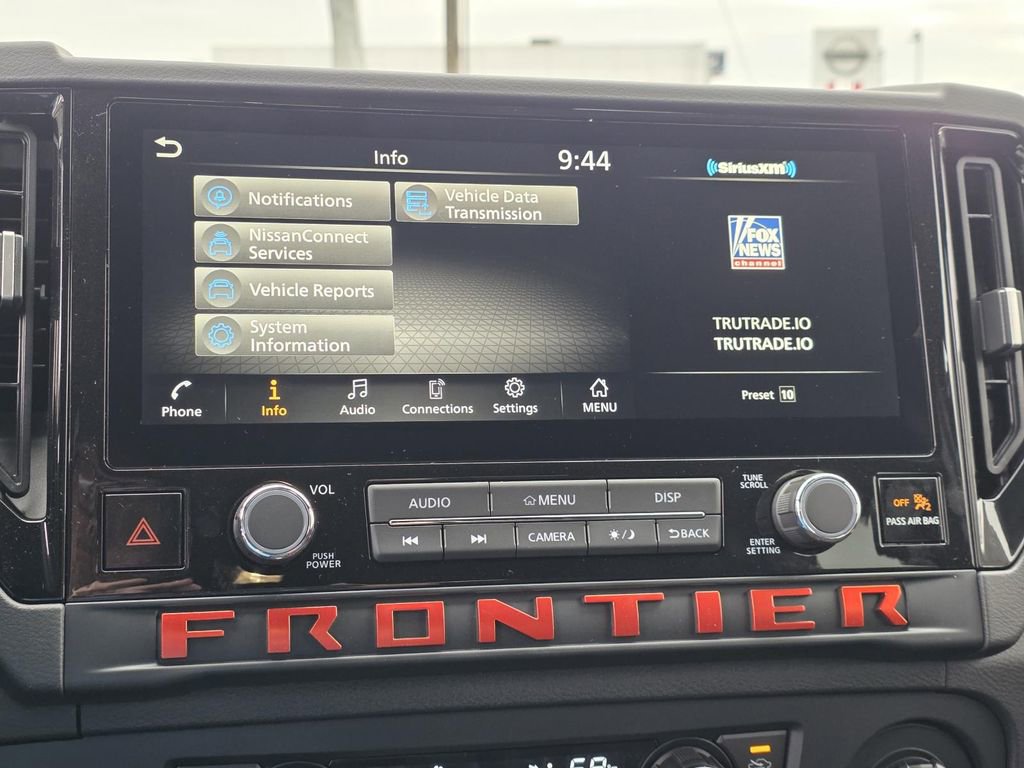 Info
9:44
SiriusXM
Notifications
Vehicle Data
Transmission
NissanConnect
Services
Vehicle Reports
System
Information
FOX
NEWS
channel
TRUTRADE.IO
TRUTRADE.IO
Preset 10
Phone
Info
Audio
Connections
Settings
MENU
VOL
PUSH
POWER
AUDIO
MENU
DISP
CAMERA
BACK
TUNE
SCROLL
ENTER
SETTING
OFF
2
PASS AIR BAG
FRONTIER